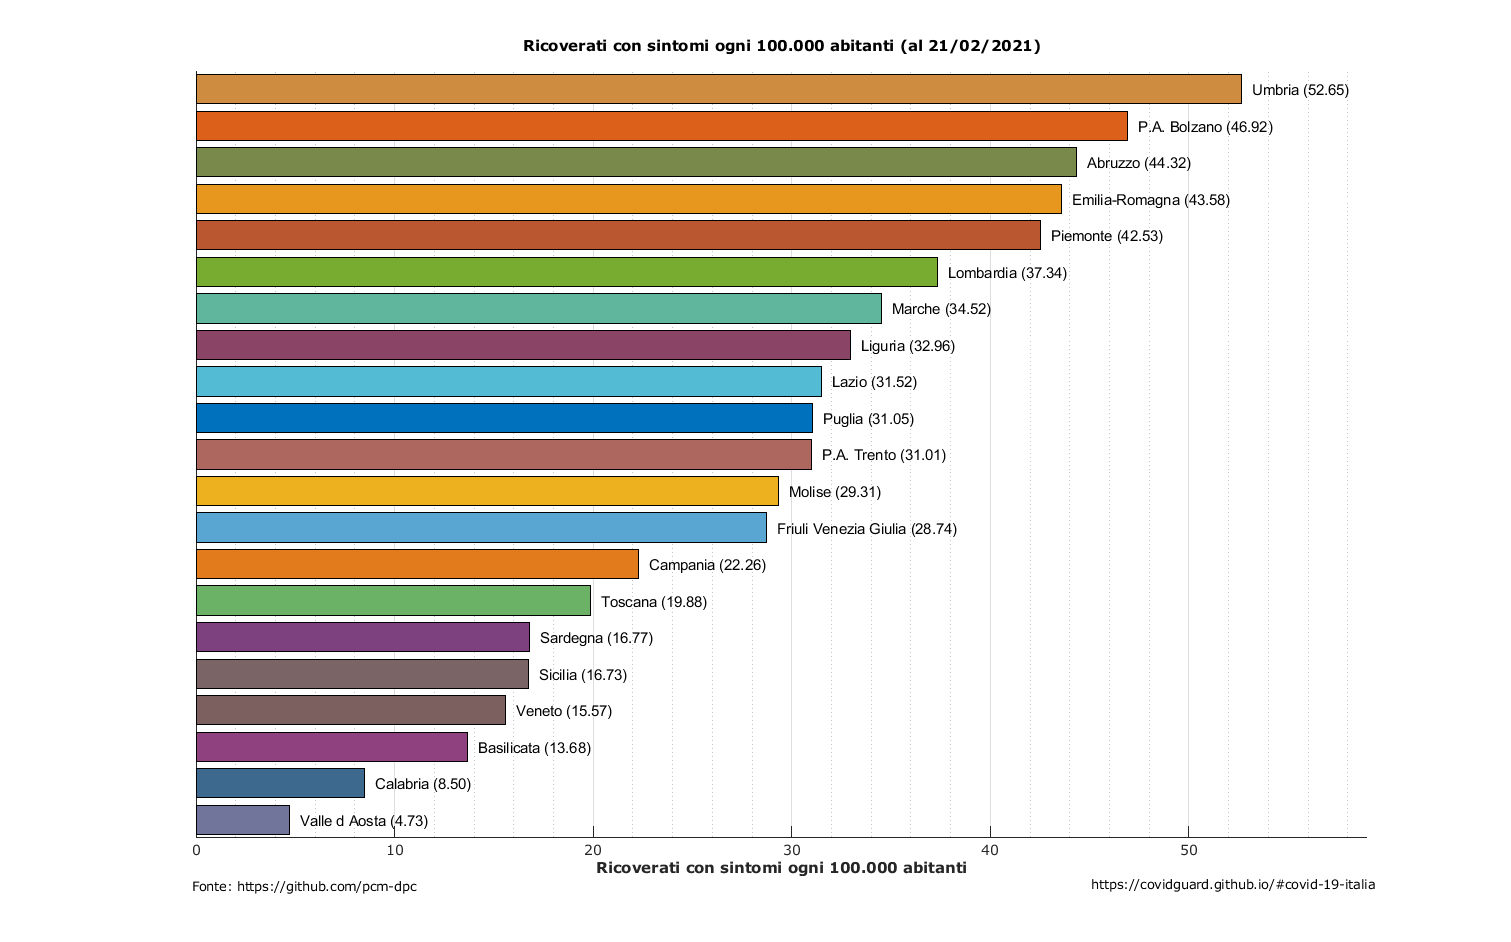 Ricoverati con sintomi ogni 100.000 abitanti (al 21/02/2021)
Umbria (52.65)
P.A. Bolzano (46.92)
Abruzzo (44.32)
Emilia-Romagna (43.58)
Piemonte (42.53)
Lombardia (37.34)
Marche (34.52)
Liguria (32.96)
Lazio (31.52)
Puglia (31.05)
P.A. Trento (31.01)
Molise (29.31)
Friuli Venezia Giulia (28.74)
Campania (22.26)
Toscana (19.88)
Sardegna (16.77)
Sicilia (16.73)
Veneto (15.57)
Basilicata (13.68)
Calabria (8.50)
Valle d Aosta (4.73)
0 10 20 30 40 50
Ricoverati con sintomi ogni 100.000 abitanti
Fonte: https://github.com/pcm-dpc
https://covidguard.github.io/#covid-19-italia